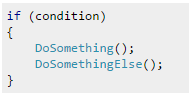 if (condition)
{
    DoSomething();
    DoSomethingElse();
}